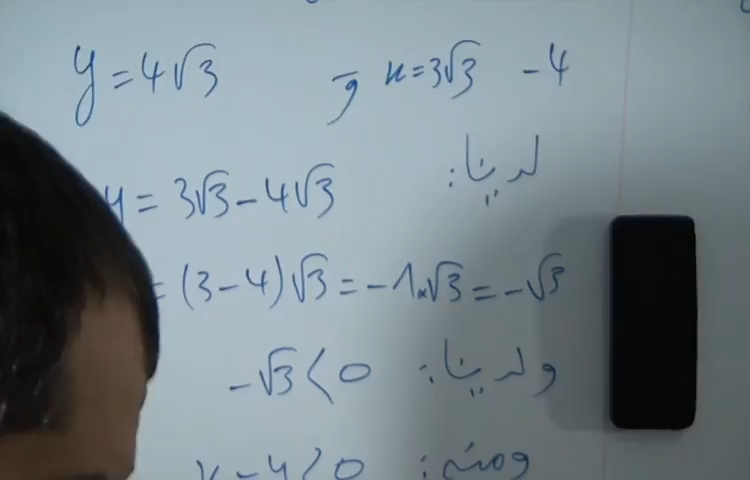 4- x = 3√3 و y = 4√3
لدينا:
y = 3√3 - 4√3
= (3 - 4)√3 = -1×√3 = -√3
ولدينا: -√3 < 0
ومنه: x - y < 0